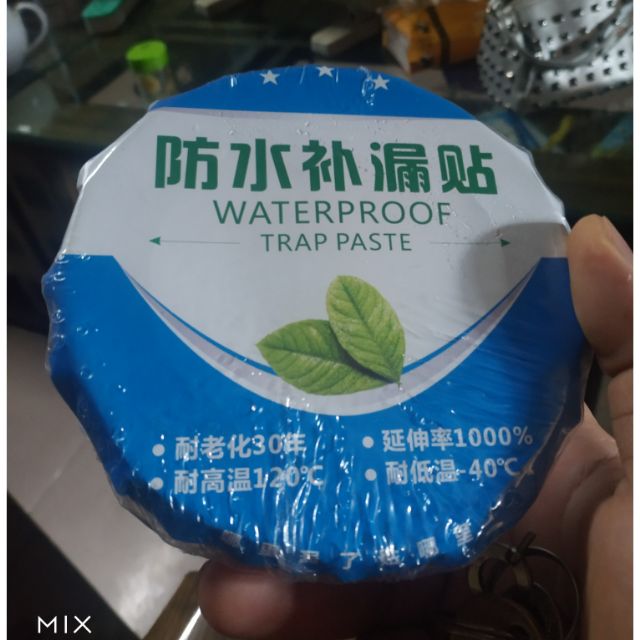 防水补漏贴
WATERPROOF
TRAP PASTE
• 耐老化30年
• 延伸率1000%
• 耐高温120℃
• 耐低温-40℃
MIX